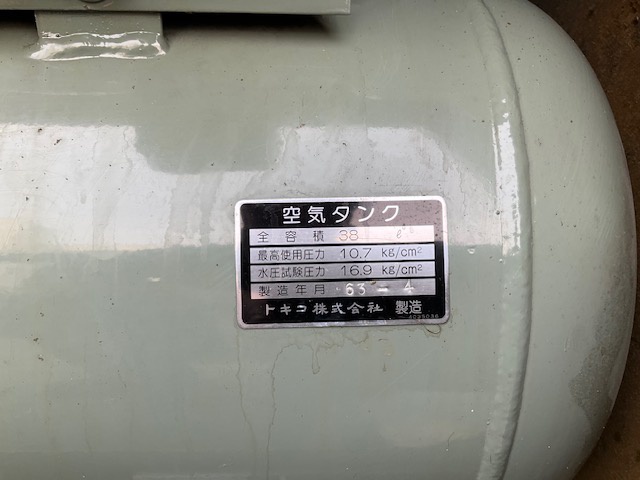 空気タンク
全容積 38 ℓ
最高使用圧力 10.7 kg/cm²
水圧試験圧力 16.9 kg/cm²
製造年月 63-4
トキコ株式会社 製造